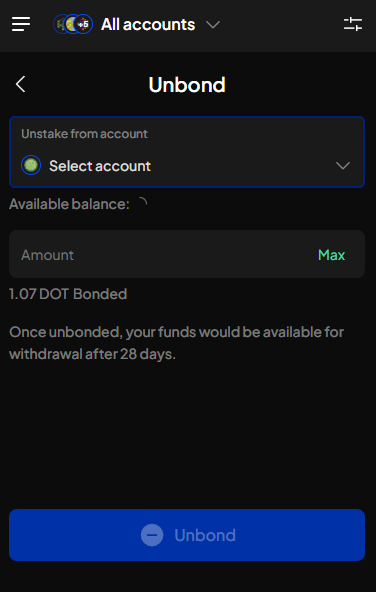 +5 All accounts
Unbond
Unstake from account
Select account
Available balance:
Amount Max
1.07 DOT Bonded
Once unbonded, your funds would be available for
withdrawal after 28 days.
Unbond